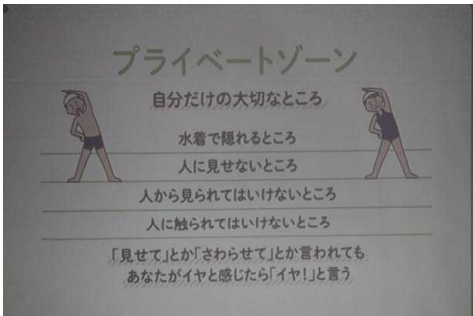 プライベートゾーン
自分だけの大切なところ
水着で隠れるところ
人に見せないところ
人から見られてはいけないところ
人に触られてはいけないところ
「見せて」とか「さわらせて」とか言われても
あなたがイヤと感じたら「イヤ！」と言う